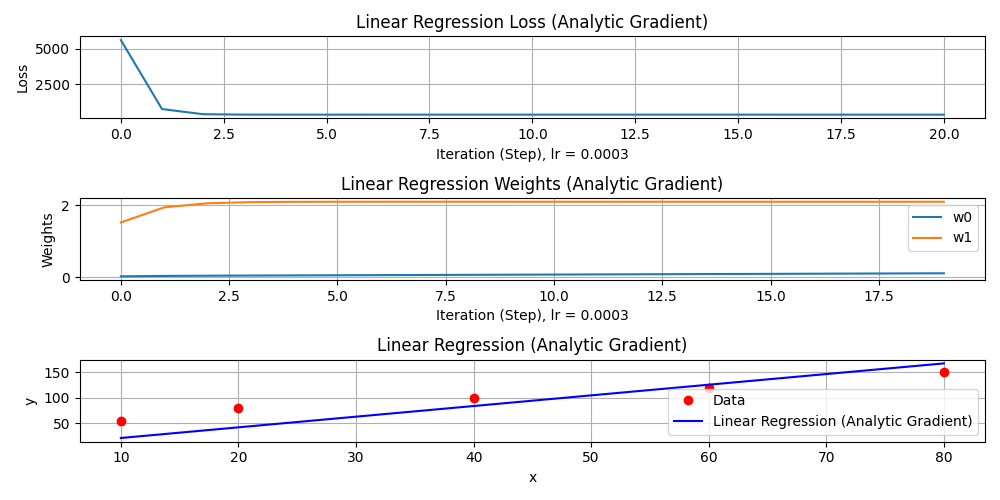 Linear Regression Loss (Analytic Gradient)
5000
2500
Loss
0.0 2.5 5.0 7.5 10.0 12.5 15.0 17.5 20.0
Iteration (Step), lr = 0.0003
Linear Regression Weights (Analytic Gradient)
2
0
Weights
w0
w1
0.0 2.5 5.0 7.5 10.0 12.5 15.0 17.5
Iteration (Step), lr = 0.0003
Linear Regression (Analytic Gradient)
150
100
50
y
Data
Linear Regression (Analytic Gradient)
10 20 30 40 50 60 70 80
x